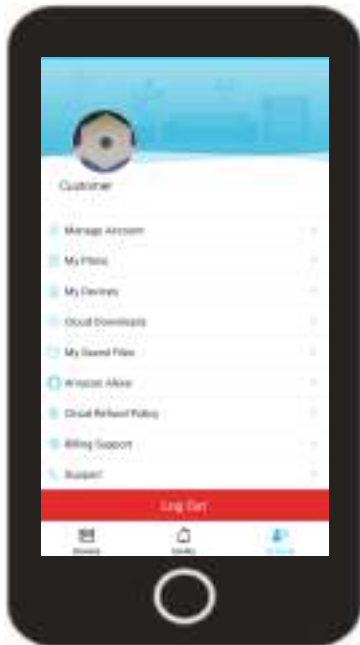 Customer
Manage Account
My Plans
My Devices
Cloud Downloads
My Saved Files
Amazon Alexa
Cloud Refund Policy
Billing Support
Support
Log Out